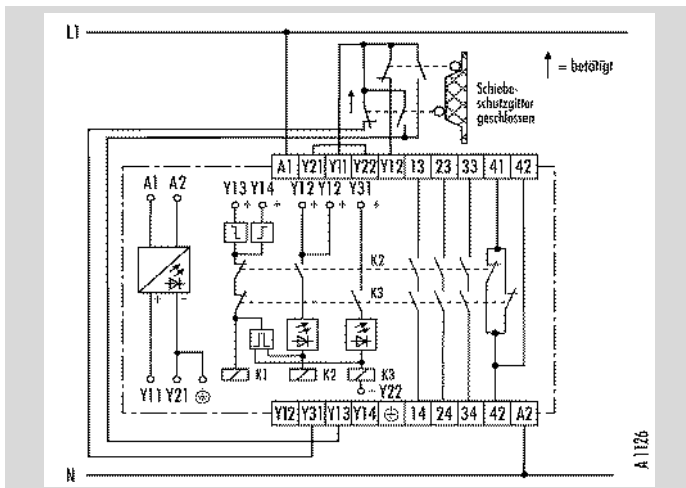 L1
= betätigt
Schiebe-
schutzgitter
geschlossen
A1 Y21 Y11 Y22 Y12 13 23 33 41 42
A1 A2 Y13 Y14 Y12 Y12 Y31
+ + + + +
K2
K3
+ -
K1 K2 K3
- Y22
Y11 Y21
Y12 Y31 Y13 Y14 14 24 34 42 A2
N
A 1126